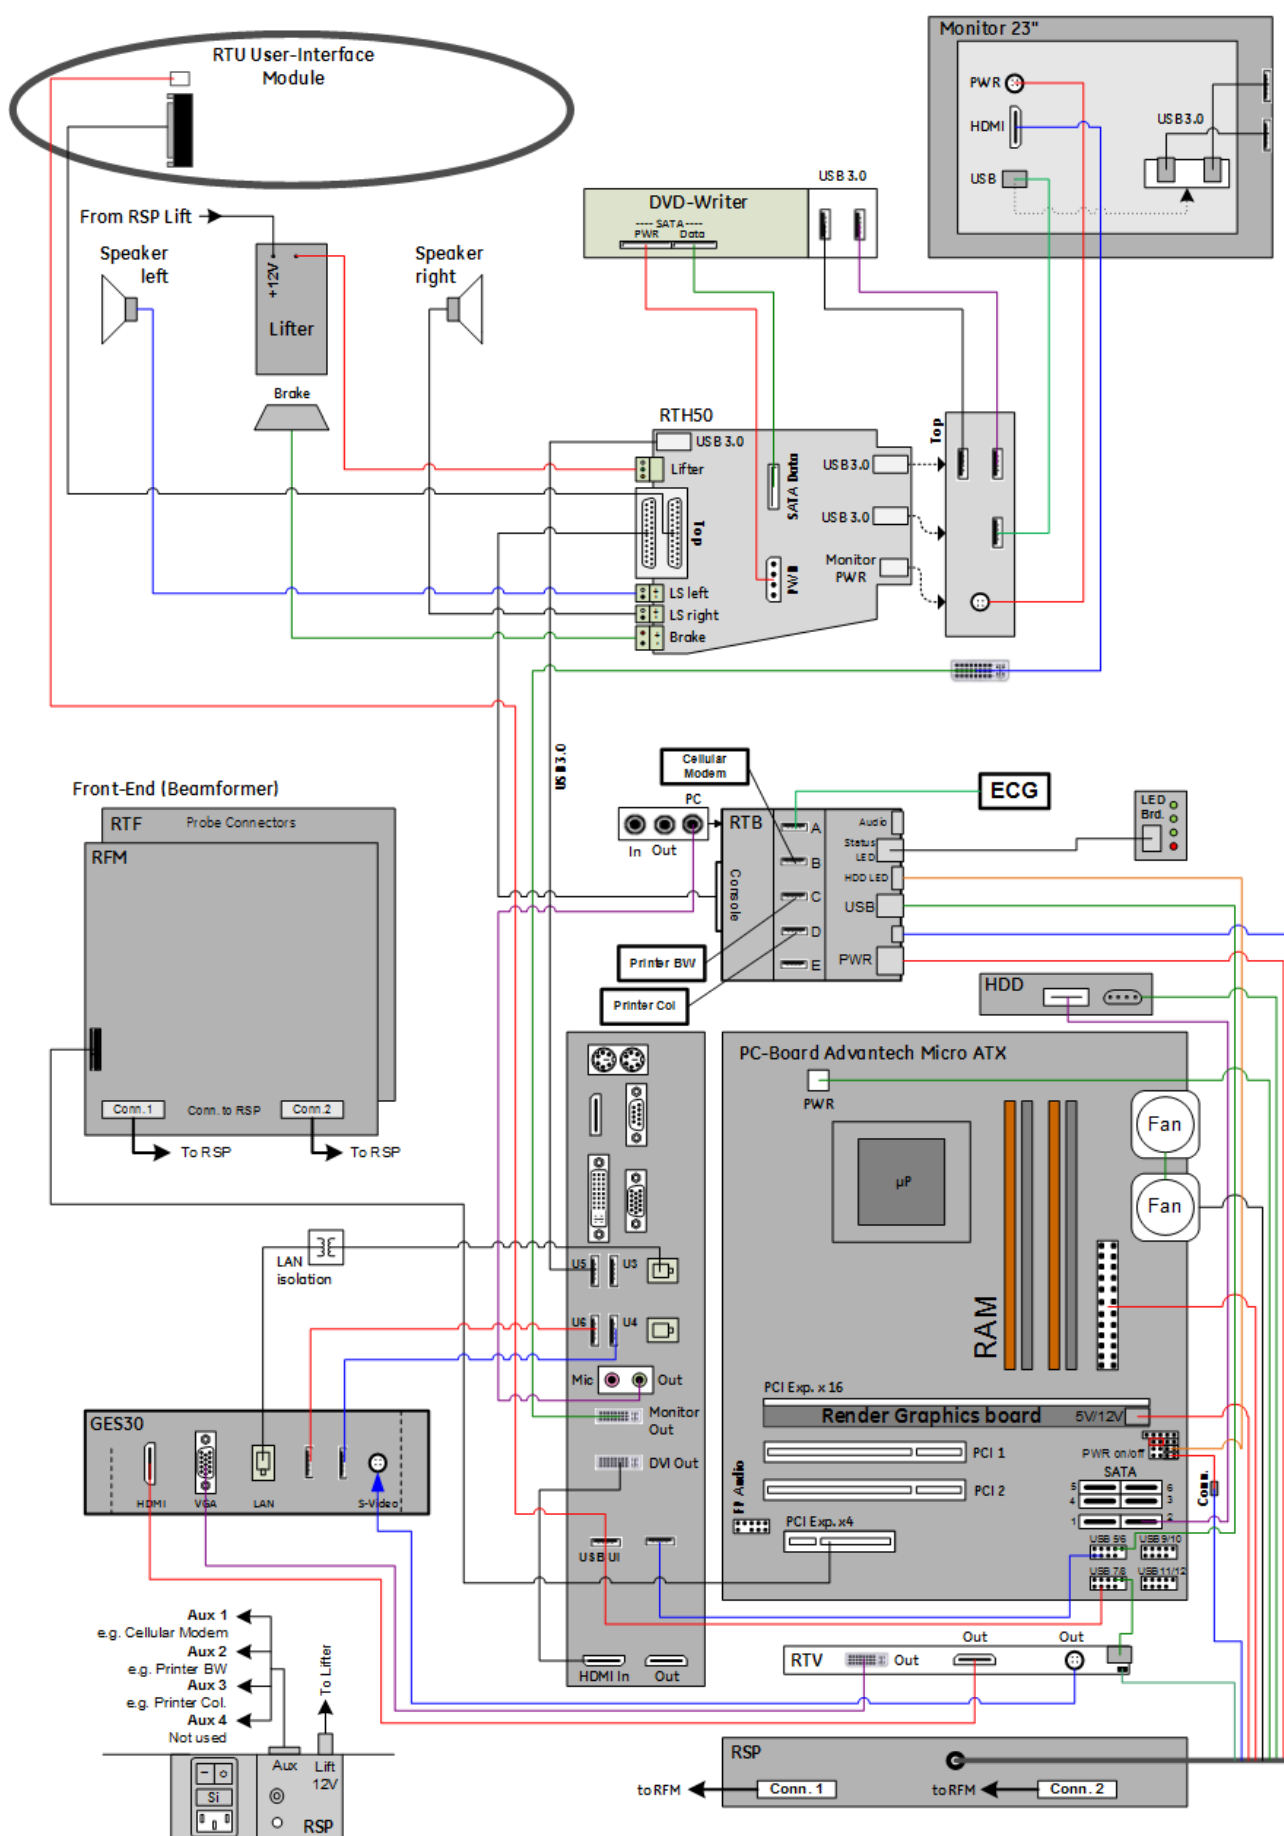 RTU User-Interface
Module
Monitor 23"
PWR
HDMI
USB 3.0
USB
USB 3.0
DVD-Writer
---- SATA ----
PWR
Data
From RSP Lift
Speaker
left
+12V
Lifter
Speaker
right
Brake
RTH50
USB 3.0
Lifter
Top
SATA Data
PWR
USB 3.0
USB 3.0
Monitor
PWR
LS left
LS right
Brake
Top
USB 3.0
Front-End (Beamformer)
RTF
Probe Connectors
RFM
Conn. 1
Conn. to RSP
Conn.2
To RSP
To RSP
Cellular
Modem
PC
In
Out
RTB
Console
A
B
C
D
E
Audio
Status
LED
HDD LED
USB
PWR
ECG
LED
Brd.
Printer BW
Printer Col
HDD
PC-Board Advantech Micro ATX
PWR
µP
Fan
Fan
RAM
LAN
isolation
U5
U3
U6
U4
Mic
Out
Monitor
Out
DVI Out
USB UI
HDMI In
Out
PCI Exp. x 16
Render Graphics board
5V/12V
PCI 1
PCI 2
PWR on/off
SATA
5
6
4
3
1
2
Conn.
FP Audio
PCI Exp. x4
USB 5/6
USB 9/10
USB 7/8
USB 11/12
GES30
HDMI
VGA
LAN
S-Video
RTV
Out
Out
Out
Aux 1
e.g. Cellular Modem
Aux 2
e.g. Printer BW
Aux 3
e.g. Printer Col.
Aux 4
Not used
To Lifter
Aux
Lift
12V
Si
RSP
RSP
to RFM
Conn. 1
to RFM
Conn. 2